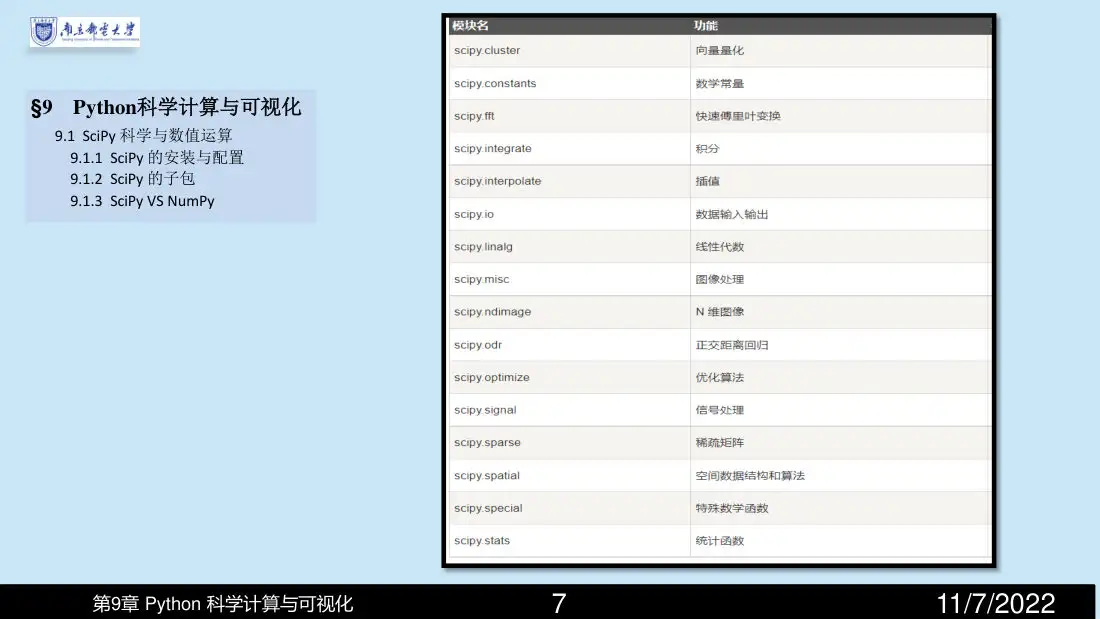 南京邮电大学
§9 Python科学计算与可视化
9.1 SciPy 科学与数值运算
9.1.1 SciPy 的安装与配置
9.1.2 SciPy 的子包
9.1.3 SciPy VS NumPy
模块名 功能
scipy.cluster 向量量化
scipy.constants 数学常量
scipy.fft 快速傅里叶变换
scipy.integrate 积分
scipy.interpolate 插值
scipy.io 数据输入输出
scipy.linalg 线性代数
scipy.misc 图像处理
scipy.ndimage N 维图像
scipy.odr 正交距离回归
scipy.optimize 优化算法
scipy.signal 信号处理
scipy.sparse 稀疏矩阵
scipy.spatial 空间数据结构和算法
scipy.special 特殊数学函数
scipy.stats 统计函数
第9章 Python 科学计算与可视化 7 11/7/2022